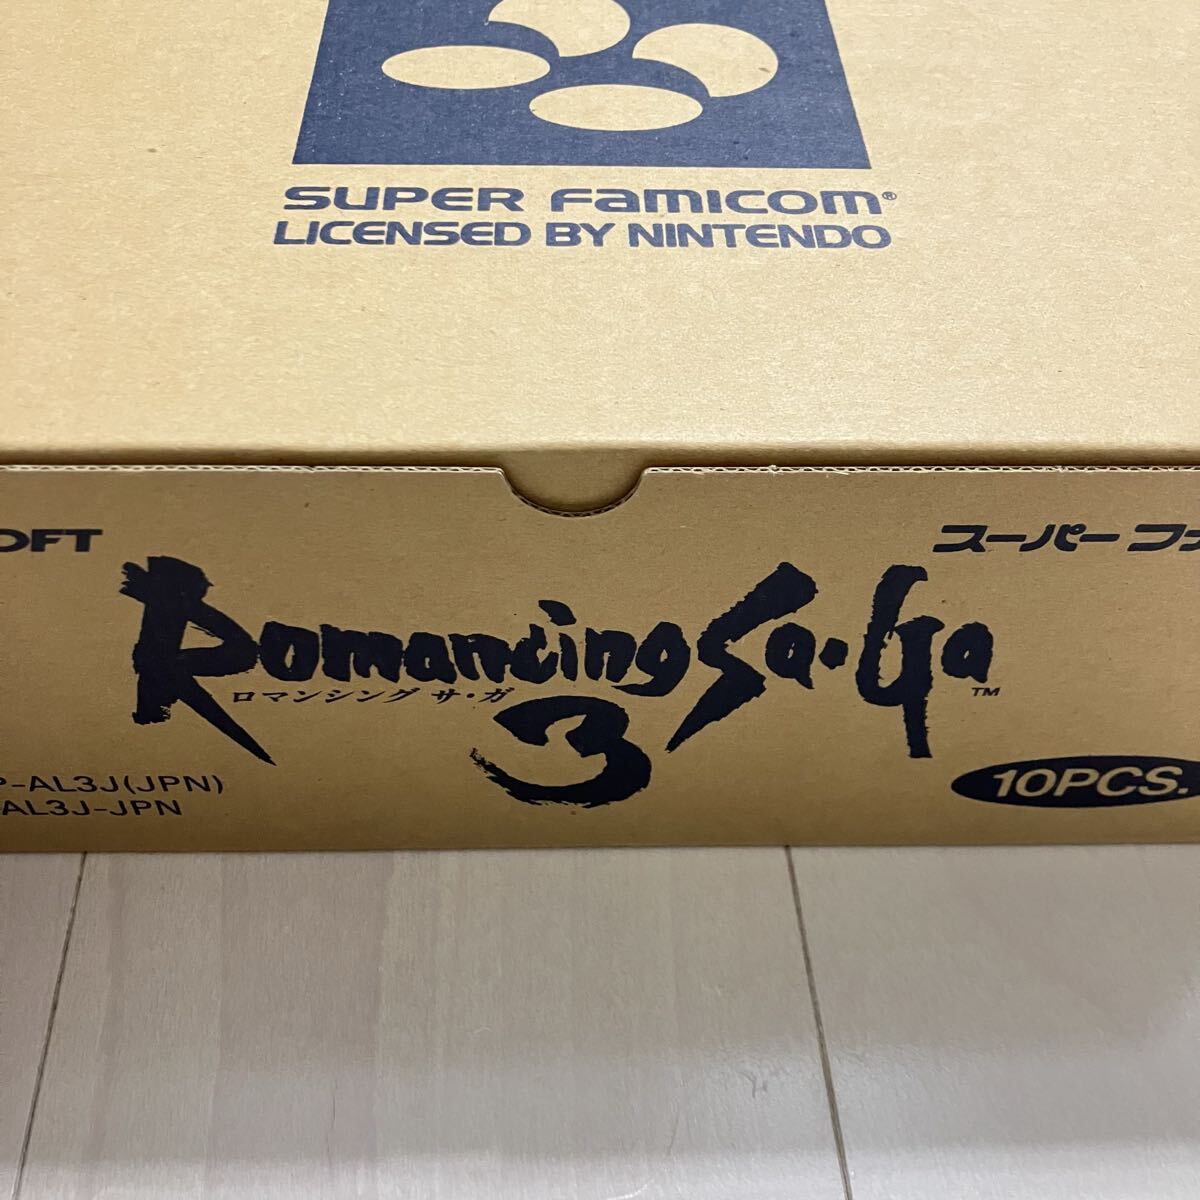 SUPER FAMICOM®
LICENSED BY NINTENDO
OFT
スーパーファ
Romancing Sa・Ga
ロマンシング サ・ガ
TM
3
P-AL3J(JPN)
AL3J-JPN
10PCS.